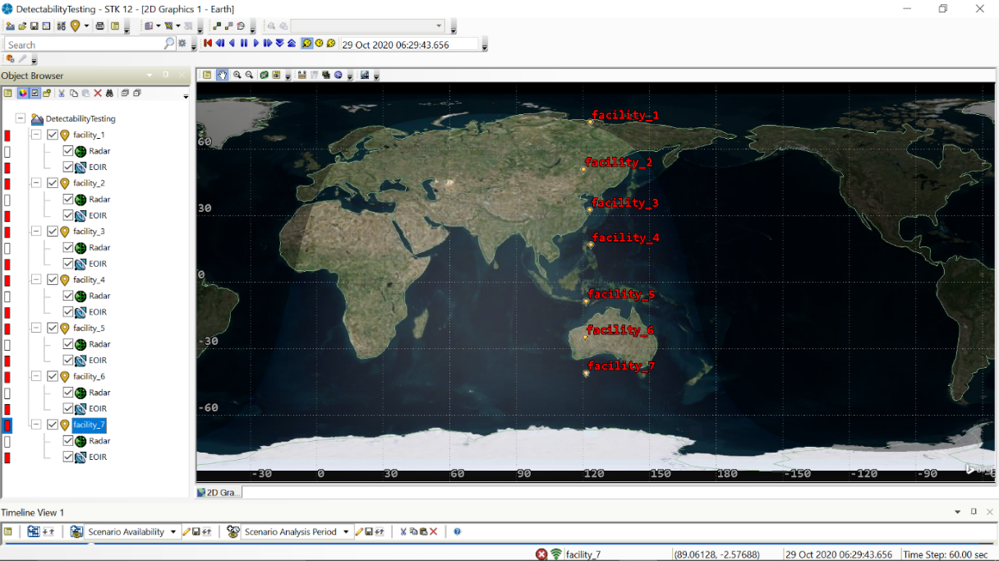 DetectabilityTesting - STK 12 - [2D Graphics 1 - Earth]
Search
29 Oct 2020 06:29:43.656
Object Browser
DetectabilityTesting
facility_1
Radar
EOIR
facility_2
Radar
EOIR
facility_3
Radar
EOIR
facility_4
Radar
EOIR
facility_5
Radar
EOIR
facility_6
Radar
EOIR
facility_7
Radar
EOIR
facility_1
60
facility_2
facility_3
30
facility_4
0
facility_5
facility_6
-30
facility_7
-60
-30 0 30 60 90 120 150 180 -150 -120 -90
2D Gra...
Timeline View 1
Scenario Availability
Scenario Analysis Period
facility_7 (89.06128, -2.57688) 29 Oct 2020 06:29:43.656 Time Step: 60.00 sec